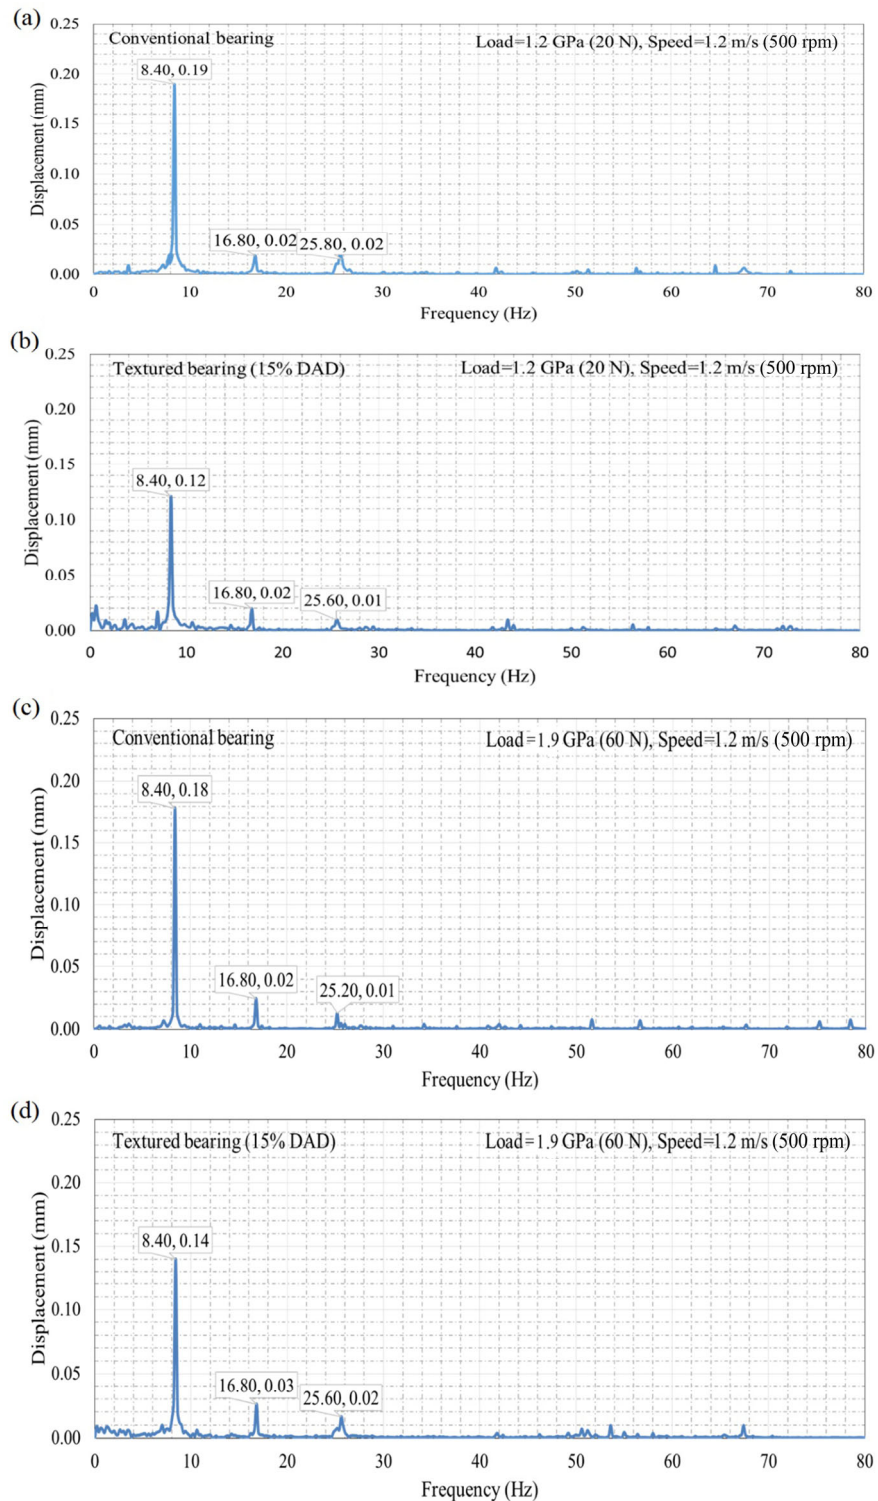 (a)
Conventional bearing
Load=1.2 GPa (20 N), Speed=1.2 m/s (500 rpm)
8.40, 0.19
16.80, 0.02
25.80, 0.02
Displacement (mm)
0.25
0.20
0.15
0.10
0.05
0.00
0 10 20 30 40 50 60 70 80
Frequency (Hz)
(b)
Textured bearing (15% DAD)
Load=1.2 GPa (20 N), Speed=1.2 m/s (500 rpm)
8.40, 0.12
16.80, 0.02
25.60, 0.01
Displacement (mm)
0.25
0.20
0.15
0.10
0.05
0.00
0 10 20 30 40 50 60 70 80
Frequency (Hz)
(c)
Conventional bearing
Load=1.9 GPa (60 N), Speed=1.2 m/s (500 rpm)
8.40, 0.18
16.80, 0.02
25.20, 0.01
Displacement (mm)
0.25
0.20
0.15
0.10
0.05
0.00
0 10 20 30 40 50 60 70 80
Frequency (Hz)
(d)
Textured bearing (15% DAD)
Load=1.9 GPa (60 N), Speed=1.2 m/s (500 rpm)
8.40, 0.14
16.80, 0.03
25.60, 0.02
Displacement (mm)
0.25
0.20
0.15
0.10
0.05
0.00
0 10 20 30 40 50 60 70 80
Frequency (Hz)